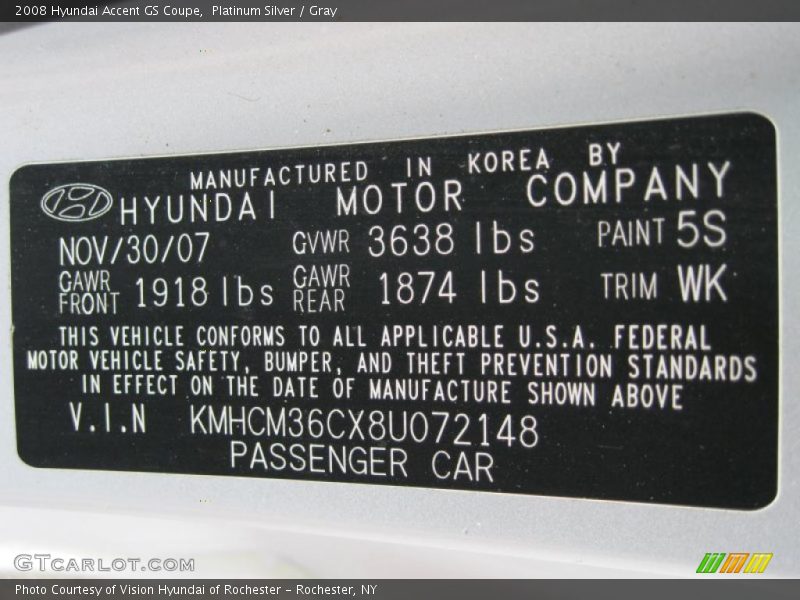 2008 Hyundai Accent GS Coupe,  Platinum Silver / Gray
MANUFACTURED IN KOREA BY
HYUNDAI MOTOR COMPANY
NOV/30/07 GVWR 3638 lbs PAINT 5S
GAWR FRONT 1918 lbs GAWR REAR 1874 lbs TRIM WK
THIS VEHICLE CONFORMS TO ALL APPLICABLE U.S.A. FEDERAL
MOTOR VEHICLE SAFETY, BUMPER, AND THEFT PREVENTION STANDARDS
IN EFFECT ON THE DATE OF MANUFACTURE SHOWN ABOVE
V.I.N KMHCM36CX8U072148
PASSENGER CAR
GTCARLOT.COM
Photo Courtesy of Vision Hyundai of Rochester - Rochester, NY